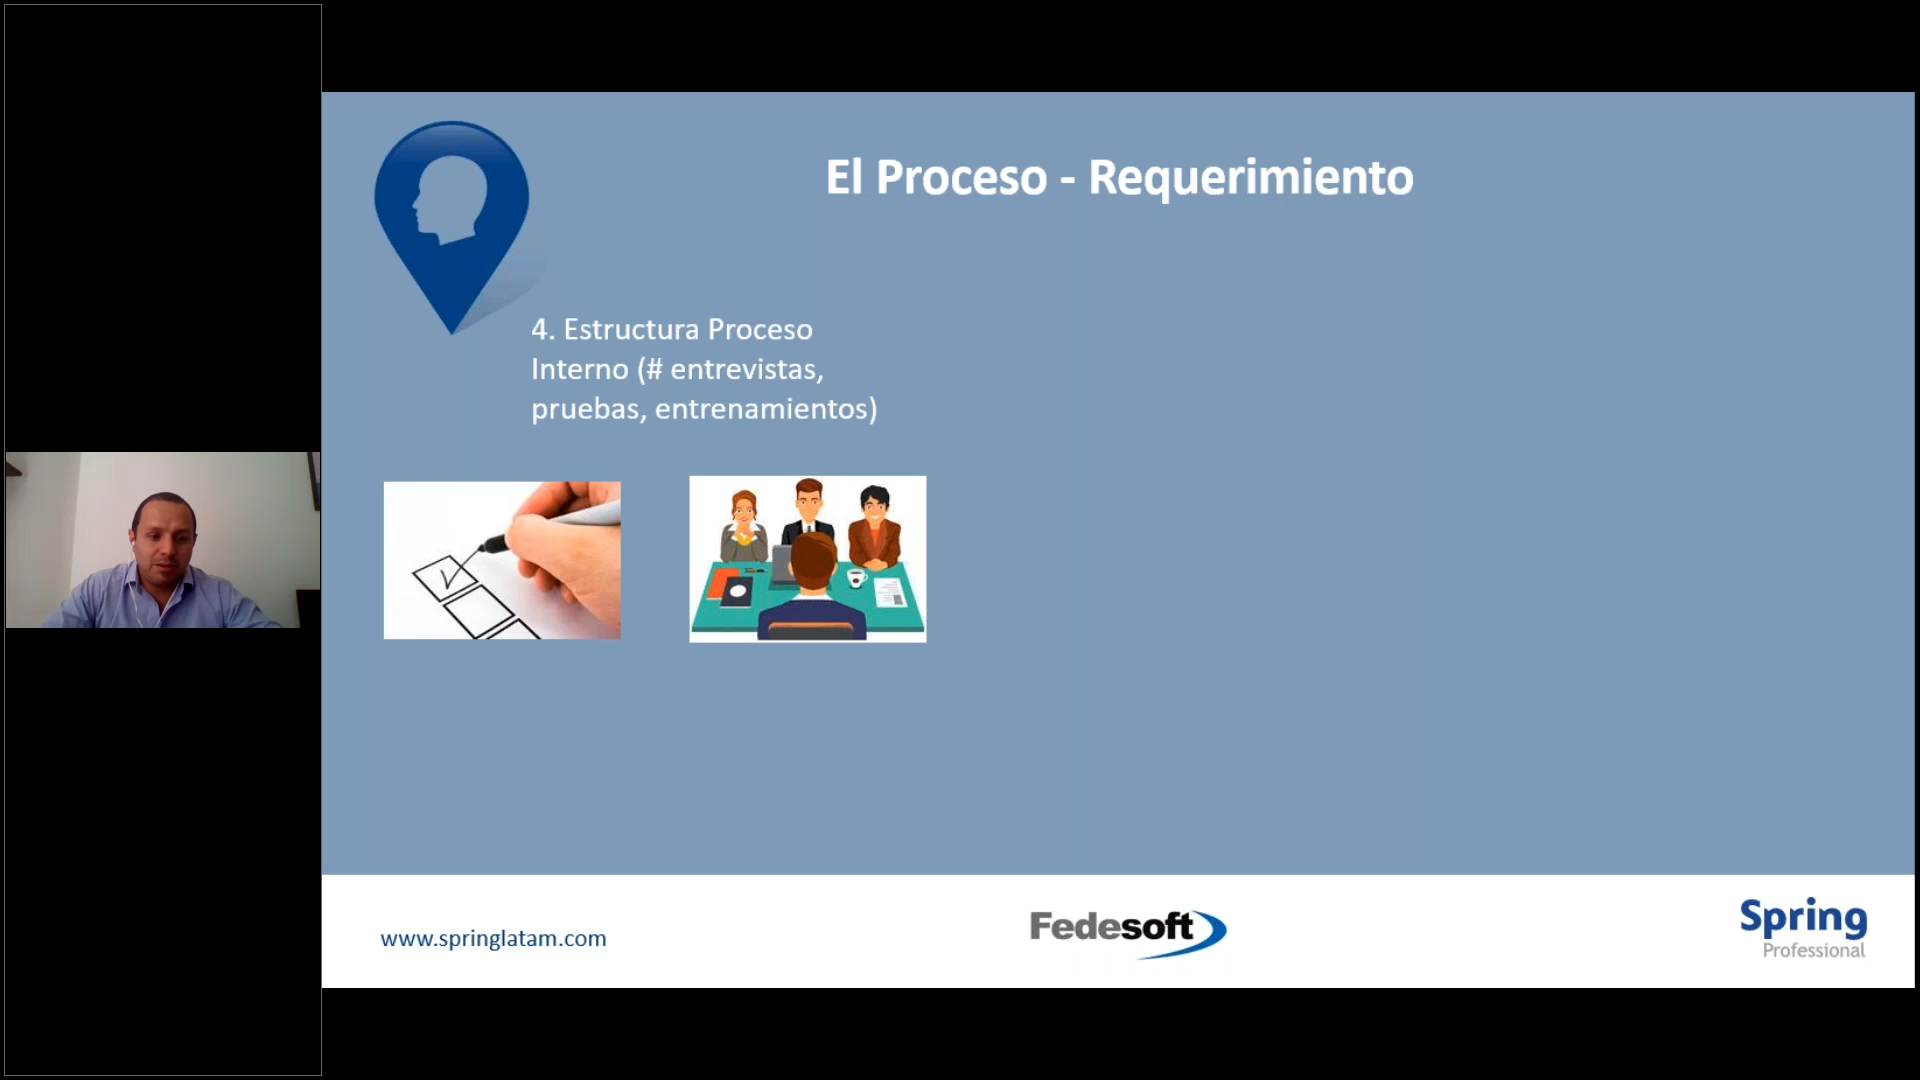 El Proceso - Requerimiento
4. Estructura Proceso
Interno (# entrevistas,
pruebas, entrenamientos)
www.springlatam.com
Fedesoft
Spring
Professional